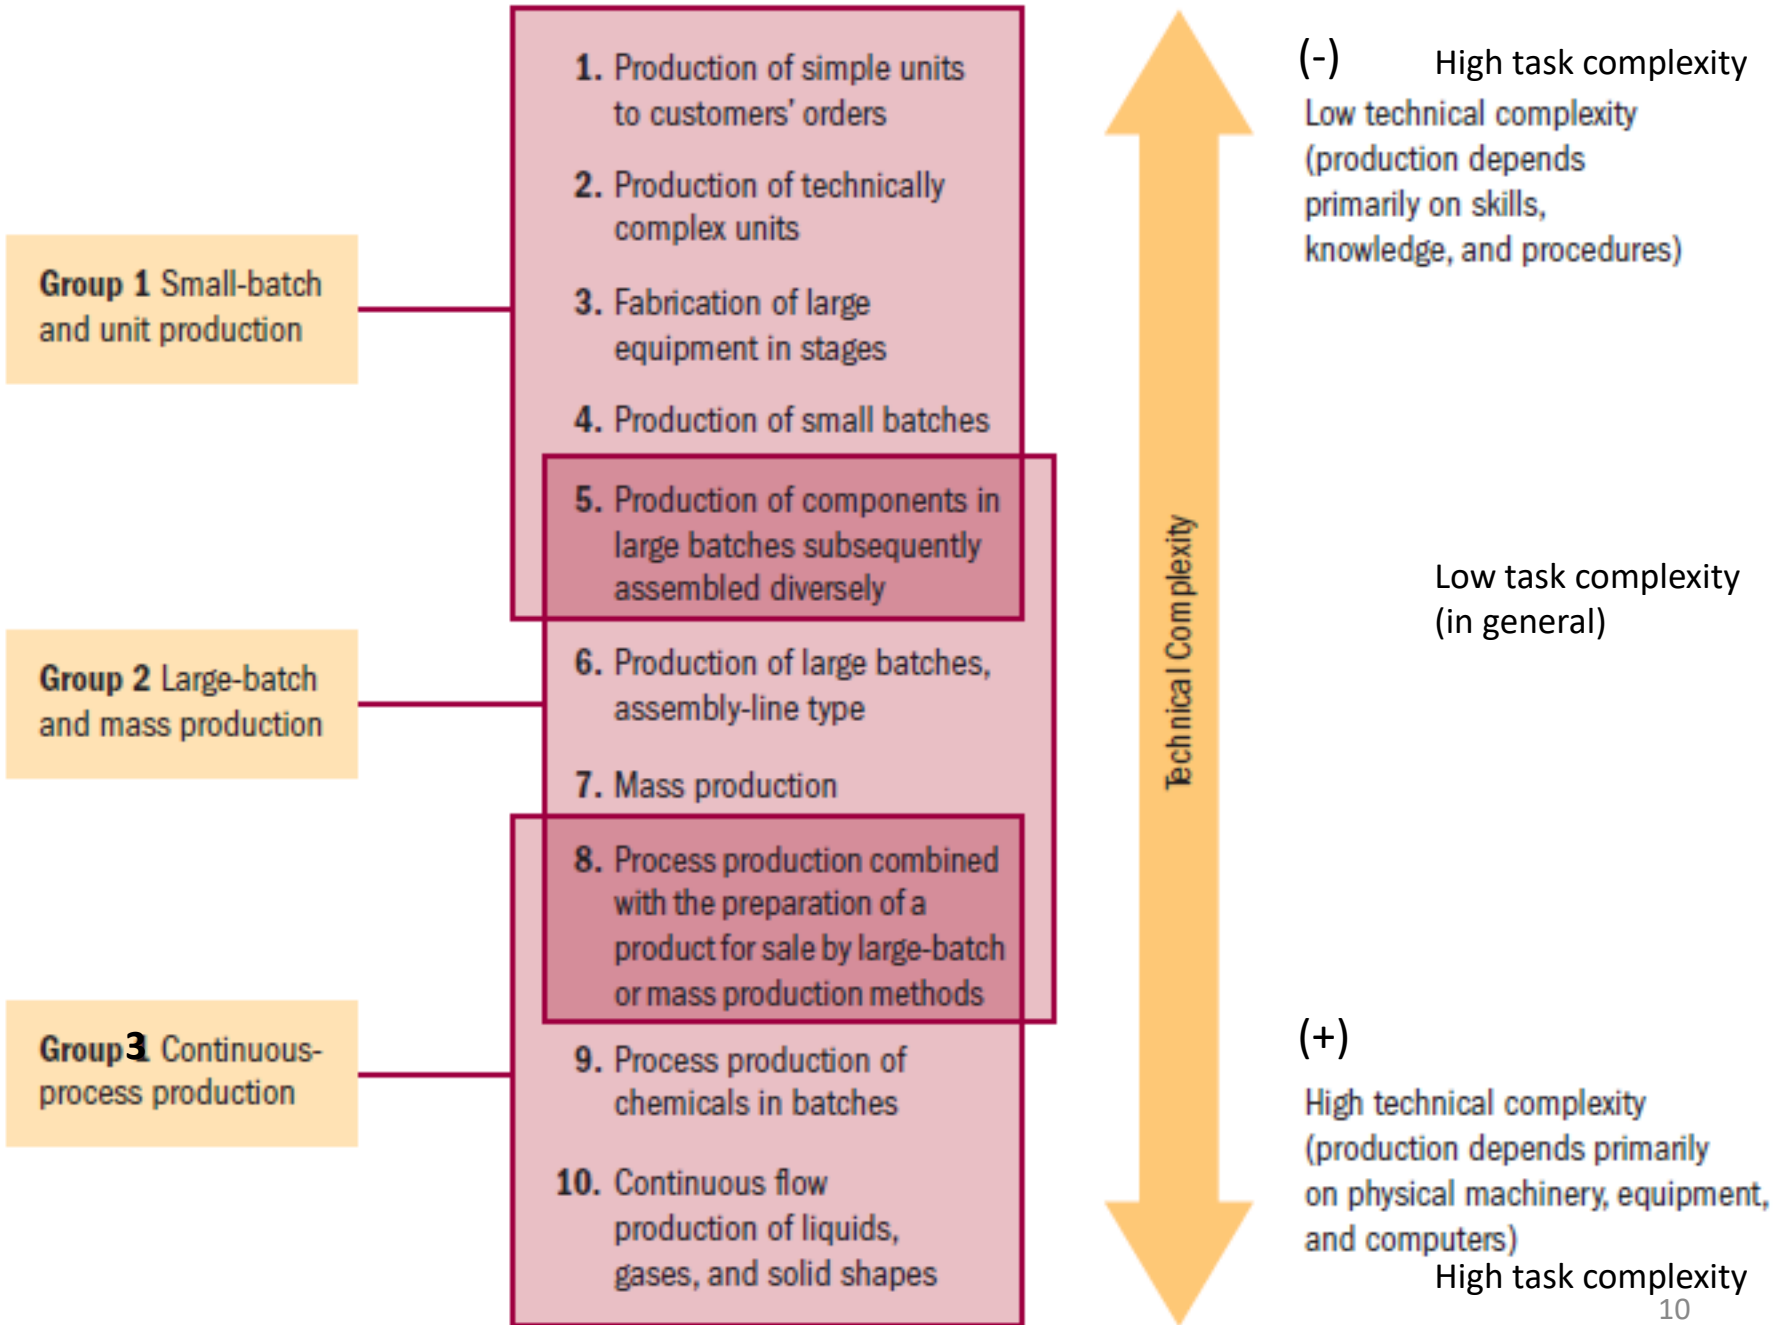 (-)
High task complexity
1. Production of simple units
to customers’ orders
Low technical complexity
(production depends
primarily on skills,
knowledge, and procedures)
2. Production of technically
complex units
Group 1 Small-batch
and unit production
3. Fabrication of large
equipment in stages
4. Production of small batches
5. Production of components in
large batches subsequently
assembled diversely
Technical Complexity
Low task complexity
(in general)
Group 2 Large-batch
and mass production
6. Production of large batches,
assembly-line type
7. Mass production
8. Process production combined
with the preparation of a
product for sale by large-batch
or mass production methods
Group 3 Continuous-
process production
(+)
9. Process production of
chemicals in batches
High technical complexity
(production depends primarily
on physical machinery, equipment,
and computers)
10. Continuous flow
production of liquids,
gases, and solid shapes
High task complexity
10